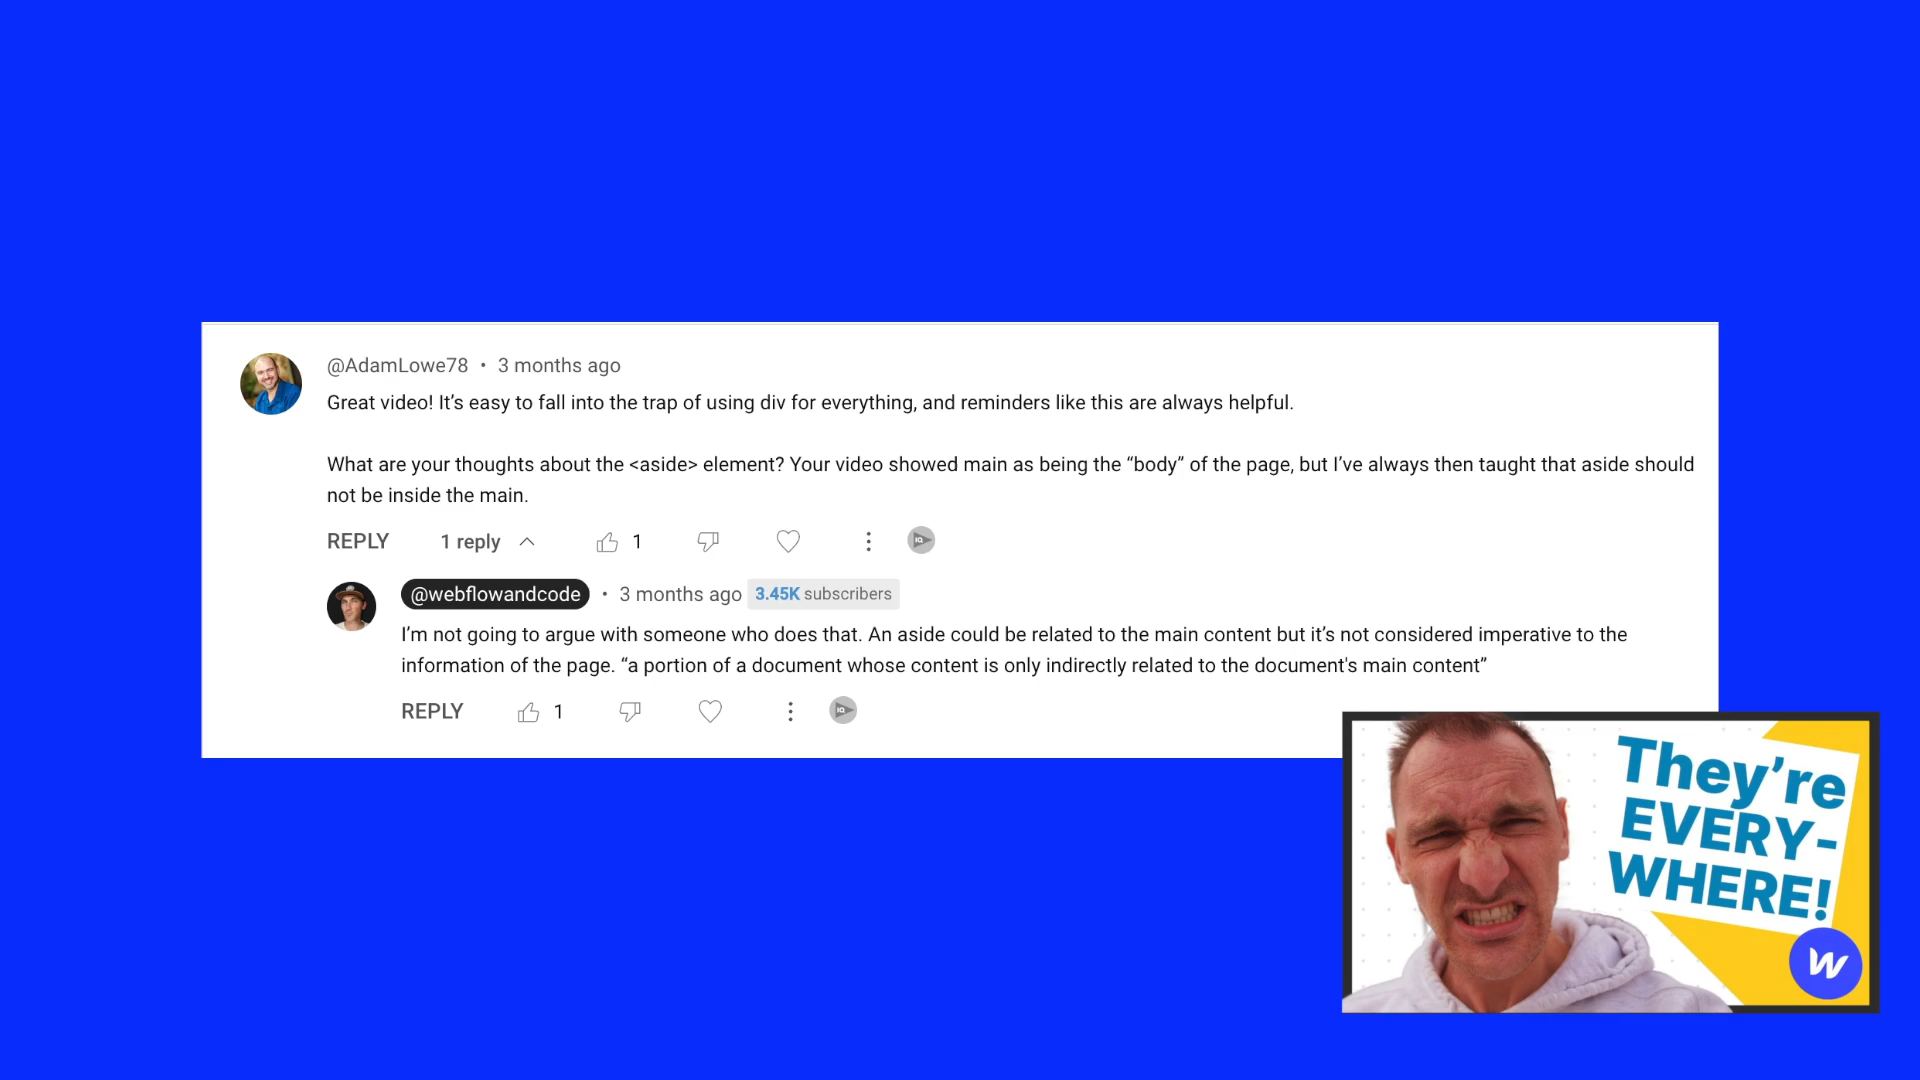 @AdamLowe78 • 3 months ago
Great video! It’s easy to fall into the trap of using div for everything, and reminders like this are always helpful.
What are your thoughts about the <aside> element? Your video showed main as being the “body” of the page, but I’ve always then taught that aside should
not be inside the main.
REPLY 1 reply 1
IQ
@webflowandcode • 3 months ago 3.45K subscribers
I’m not going to argue with someone who does that. An aside could be related to the main content but it’s not considered imperative to the
information of the page. “a portion of a document whose content is only indirectly related to the document's main content”
REPLY 1
IQ
They’re
EVERY-
WHERE!
W